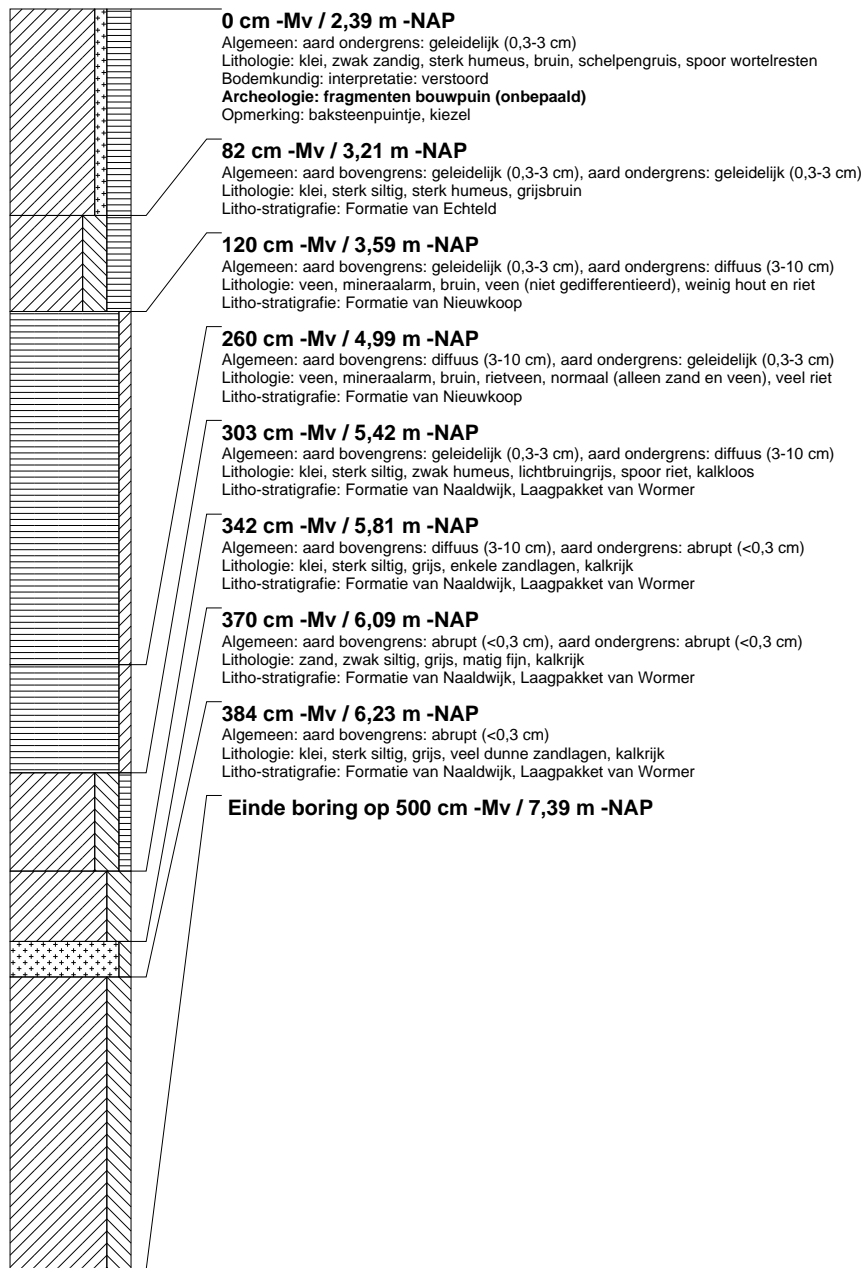 0 cm -Mv / 2,39 m -NAP
Algemeen: aard ondergrens: geleidelijk (0,3-3 cm)
Lithologie: klei, zwak zandig, sterk humeus, bruin, schelpengruis, spoor wortelresten
Bodemkundig: interpretatie: verstoord
Archeologie: fragmenten bouwpuin (onbepaald)
Opmerking: baksteenpuintje, kiezel
82 cm -Mv / 3,21 m -NAP
Algemeen: aard bovengrens: geleidelijk (0,3-3 cm), aard ondergrens: geleidelijk (0,3-3 cm)
Lithologie: klei, sterk siltig, sterk humeus, grijsbruin
Litho-stratigrafie: Formatie van Echteld
120 cm -Mv / 3,59 m -NAP
Algemeen: aard bovengrens: geleidelijk (0,3-3 cm), aard ondergrens: diffuus (3-10 cm)
Lithologie: veen, mineraalarm, bruin, veen (niet gedifferentieerd), weinig hout en riet
Litho-stratigrafie: Formatie van Nieuwkoop
260 cm -Mv / 4,99 m -NAP
Algemeen: aard bovengrens: diffuus (3-10 cm), aard ondergrens: geleidelijk (0,3-3 cm)
Lithologie: veen, mineraalarm, bruin, rietveen, normaal (alleen zand en veen), veel riet
Litho-stratigrafie: Formatie van Nieuwkoop
303 cm -Mv / 5,42 m -NAP
Algemeen: aard bovengrens: geleidelijk (0,3-3 cm), aard ondergrens: diffuus (3-10 cm)
Lithologie: klei, sterk siltig, zwak humeus, lichtbruingrijs, spoor riet, kalkloos
Litho-stratigrafie: Formatie van Naaldwijk, Laagpakket van Wormer
342 cm -Mv / 5,81 m -NAP
Algemeen: aard bovengrens: diffuus (3-10 cm), aard ondergrens: abrupt (<0,3 cm)
Lithologie: klei, sterk siltig, grijs, enkele zandlagen, kalkrijk
Litho-stratigrafie: Formatie van Naaldwijk, Laagpakket van Wormer
370 cm -Mv / 6,09 m -NAP
Algemeen: aard bovengrens: abrupt (<0,3 cm), aard ondergrens: abrupt (<0,3 cm)
Lithologie: zand, zwak siltig, grijs, matig fijn, kalkrijk
Litho-stratigrafie: Formatie van Naaldwijk, Laagpakket van Wormer
384 cm -Mv / 6,23 m -NAP
Algemeen: aard bovengrens: abrupt (<0,3 cm)
Lithologie: klei, sterk siltig, grijs, veel dunne zandlagen, kalkrijk
Litho-stratigrafie: Formatie van Naaldwijk, Laagpakket van Wormer
Einde boring op 500 cm -Mv / 7,39 m -NAP